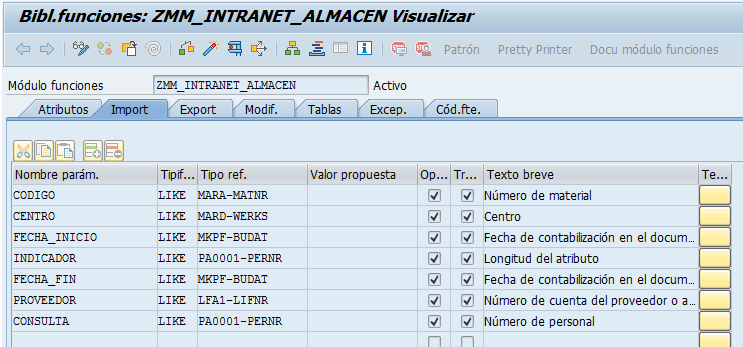 Bibl.funciones: ZMM_INTRANET_ALMACEN Visualizar
Patrón Pretty Printer Docu módulo funciones
Módulo funciones ZMM_INTRANET_ALMACEN Activo
Atributos Import Export Modif. Tablas Excep. Cód.fte.
Nombre parám. Tipif... Tipo ref. Valor propuesta Op... Tr... Texto breve Te...
CODIGO LIKE MARA-MATNR Número de material
CENTRO LIKE MARD-WERKS Centro
FECHA_INICIO LIKE MKPF-BUDAT Fecha de contabilización en el docum...
INDICADOR LIKE PA0001-PERNR Longitud del atributo
FECHA_FIN LIKE MKPF-BUDAT Fecha de contabilización en el docum...
PROVEEDOR LIKE LFA1-LIFNR Número de cuenta del proveedor o a...
CONSULTA LIKE PA0001-PERNR Número de personal